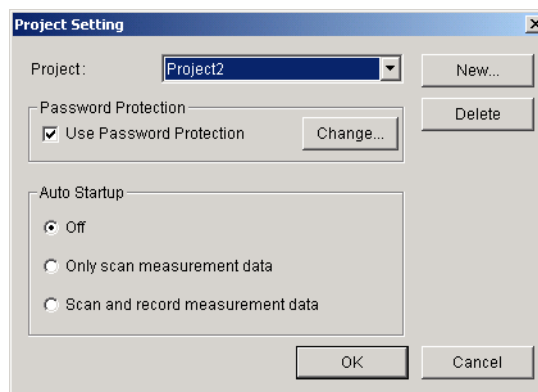 Project Setting
Project: Project2 New...
Password Protection
Delete
Use Password Protection Change...
Auto Startup
Off
Only scan measurement data
Scan and record measurement data
OK Cancel